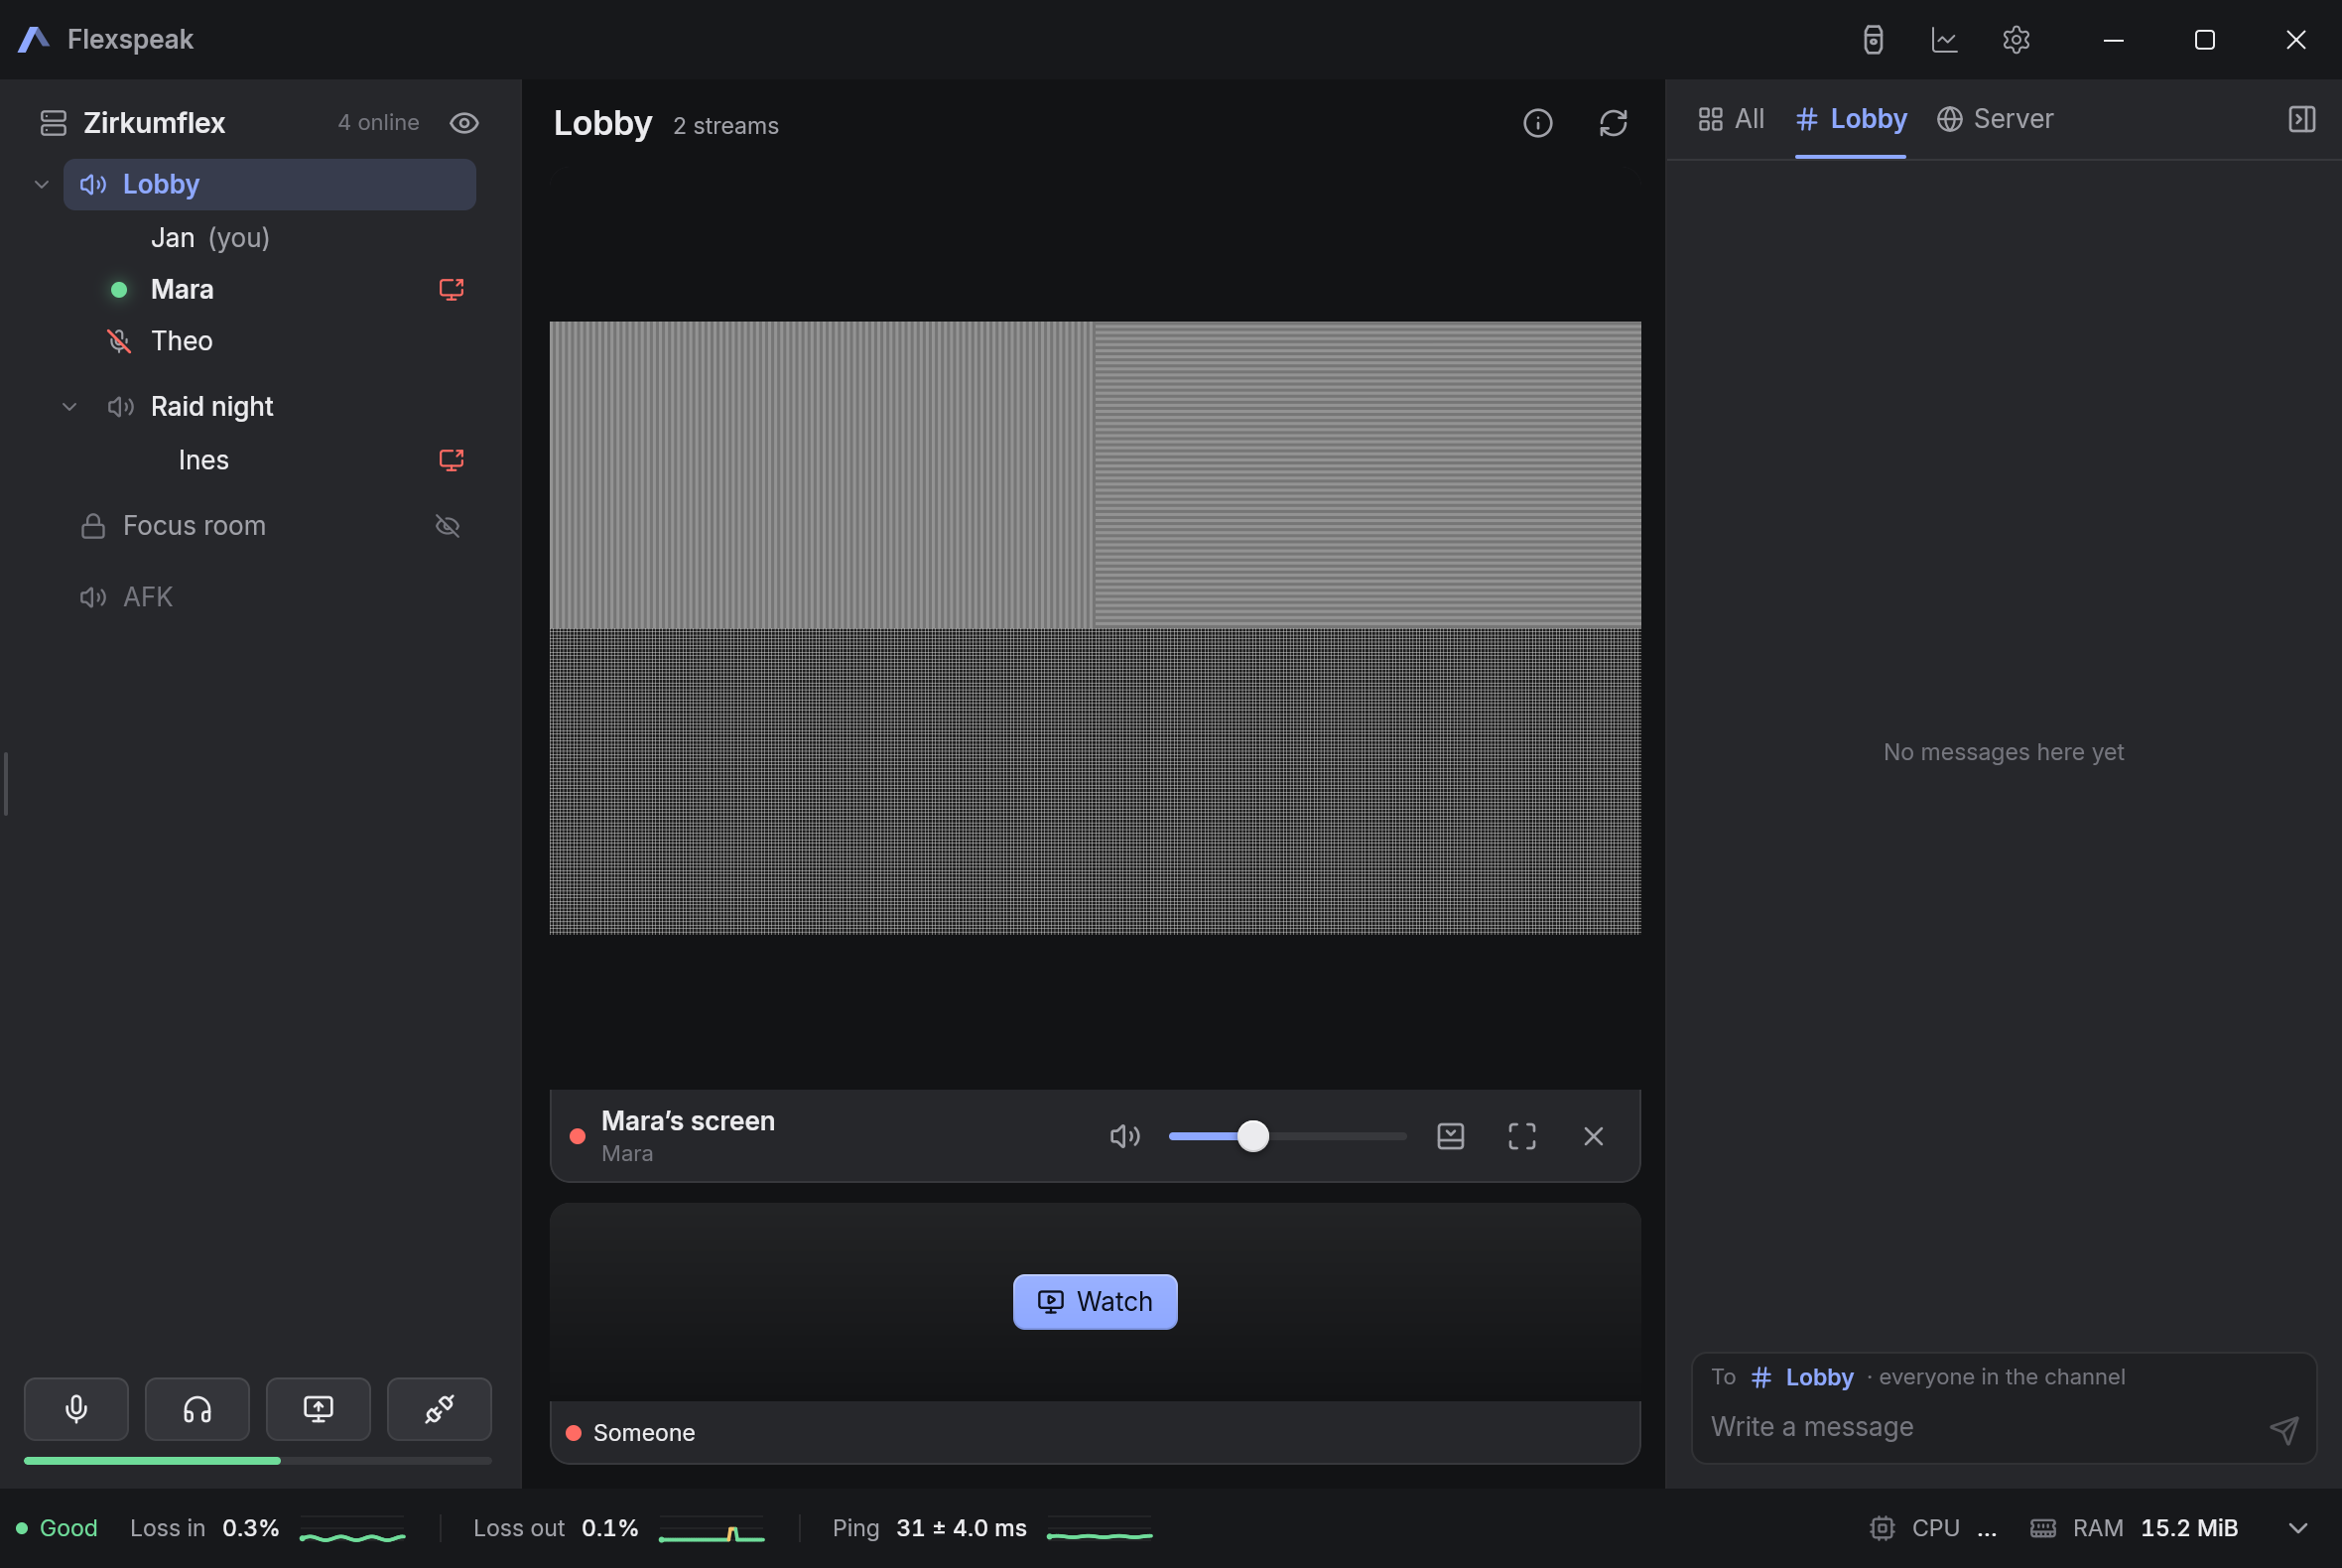 Flexspeak
Zirkumflex 4 online
Lobby
Jan (you)
Mara
Theo
Raid night
Ines
Focus room
AFK
Lobby 2 streams
Mara’s screen
Mara
Watch
Someone
All Lobby Server
No messages here yet
To # Lobby · everyone in the channel
Write a message
Good Loss in 0.3% Loss out 0.1% Ping 31 ± 4.0 ms CPU ... RAM 15.2 MiB